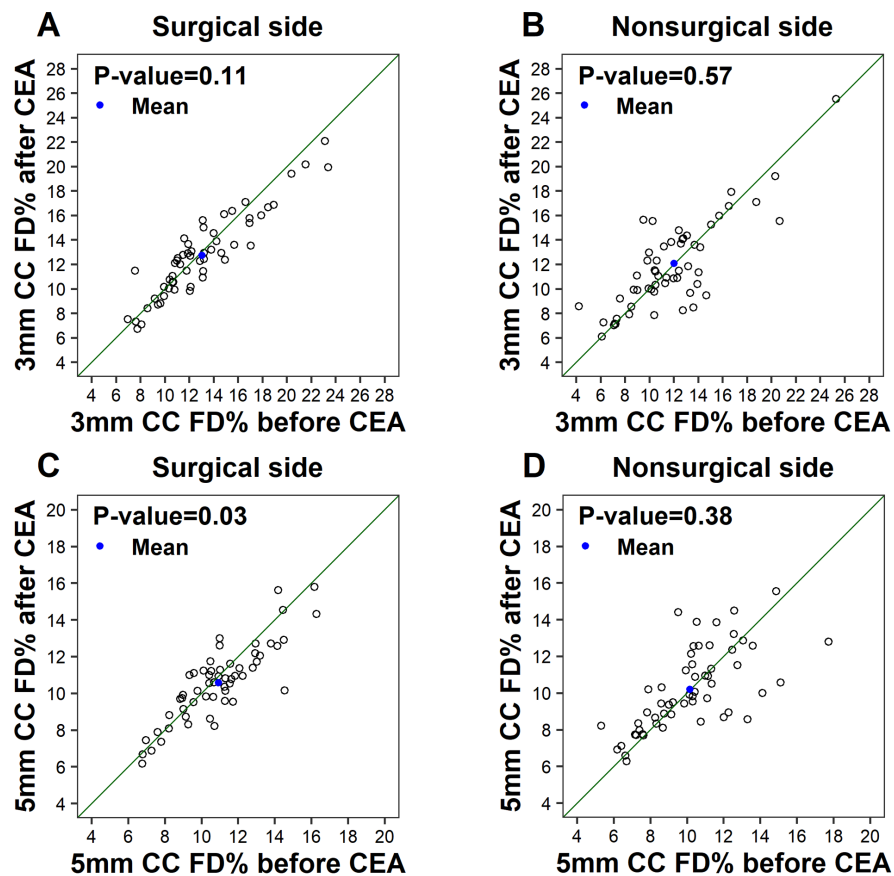 A Surgical side
P-value=0.11
Mean
3mm CC FD% after CEA
28
26
24
22
20
18
16
14
12
10
8
6
4
4 6 8 10 12 14 16 18 20 22 24 26 28
3mm CC FD% before CEA
B Nonsurgical side
P-value=0.57
Mean
3mm CC FD% after CEA
28
26
24
22
20
18
16
14
12
10
8
6
4
4 6 8 10 12 14 16 18 20 22 24 26 28
3mm CC FD% before CEA
C Surgical side
P-value=0.03
Mean
5mm CC FD% after CEA
20
18
16
14
12
10
8
6
4
4 6 8 10 12 14 16 18 20
5mm CC FD% before CEA
D Nonsurgical side
P-value=0.38
Mean
5mm CC FD% after CEA
20
18
16
14
12
10
8
6
4
4 6 8 10 12 14 16 18 20
5mm CC FD% before CEA